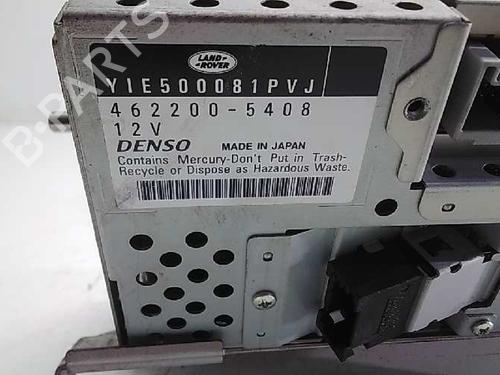 LAND-
ROVER
YIE500081PVJ
462200-5408
12V
DENSO MADE IN JAPAN
Contains Mercury-Don't Put in Trash-
Recycle or Dispose as Hazardous Waste.
B-PARTS